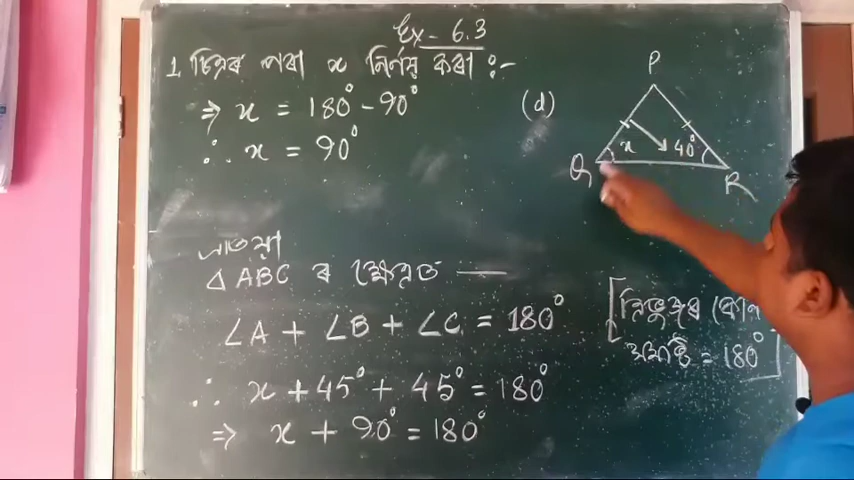 Ex - 6.3
1 চিত্ৰৰ পৰা x নিৰ্ণয় কৰা :-
⇒ x = 180° - 90°
∴ x = 90°
(d)
P
x
40°
Q
R
△ABC ৰ ক্ষেত্ৰত —
∠A + ∠B + ∠C = 180°
[ত্ৰিভুজৰ কোণ
সমষ্টি = 180°]
∴ x + 45° + 45° = 180°
⇒ x + 90° = 180°